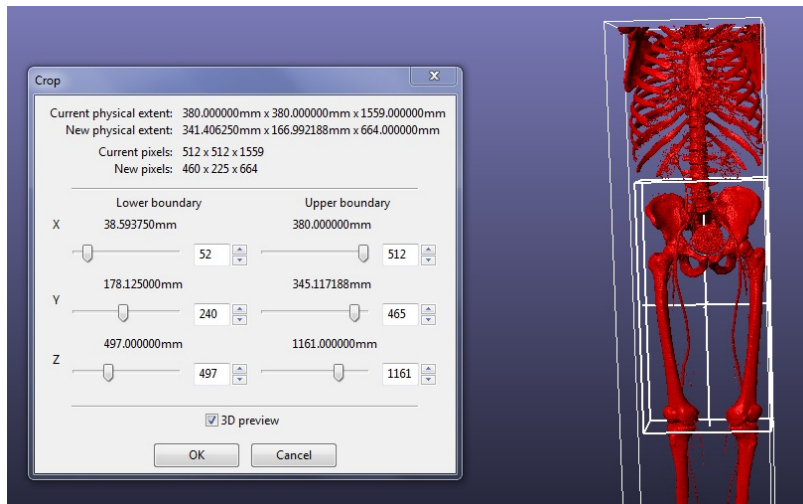 Crop
Current physical extent: 380.000000mm x 380.000000mm x 1559.000000mm
New physical extent: 341.406250mm x 166.992188mm x 664.000000mm
Current pixels: 512 x 512 x 1559
New pixels: 460 x 225 x 664
Lower boundary Upper boundary
X 38.593750mm 380.000000mm
52 512
178.125000mm 345.117188mm
Y
240 465
497.000000mm 1161.000000mm
Z
497 1161
3D preview
OK Cancel